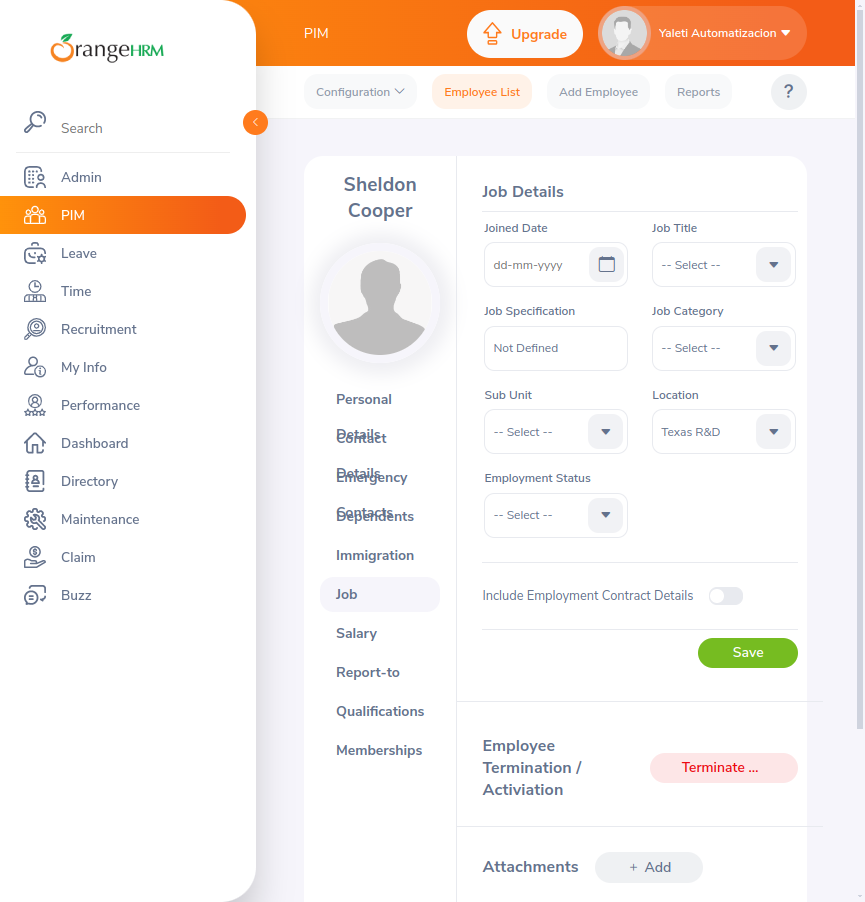 OrangeHRM
PIM
Upgrade
Yaleti Automatizacion
Configuration
Employee List
Add Employee
Reports
?
Search
Admin
PIM
Leave
Time
Recruitment
My Info
Performance
Dashboard
Directory
Maintenance
Claim
Buzz
Sheldon
Cooper
Personal
Details
Contact
Details
Emergency
Contacts
Dependents
Immigration
Job
Salary
Report-to
Qualifications
Memberships
Job Details
Joined Date
Job Title
dd-mm-yyyy
-- Select --
Job Specification
Job Category
Not Defined
-- Select --
Sub Unit
Location
-- Select --
Texas R&D
Employment Status
-- Select --
Include Employment Contract Details
Save
Employee
Termination /
Activiation
Terminate ...
Attachments
+ Add